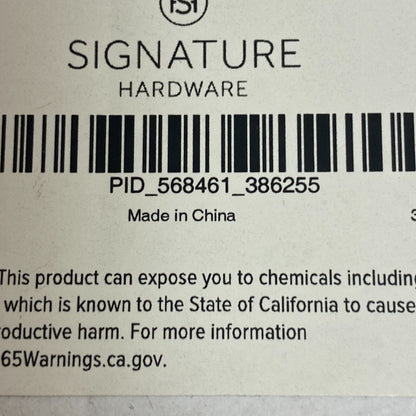 SIGNATURE
HARDWARE
PID_568461_386255
Made in China
This product can expose you to chemicals including
which is known to the State of California to cause
roductive harm. For more information
65Warnings.ca.gov.